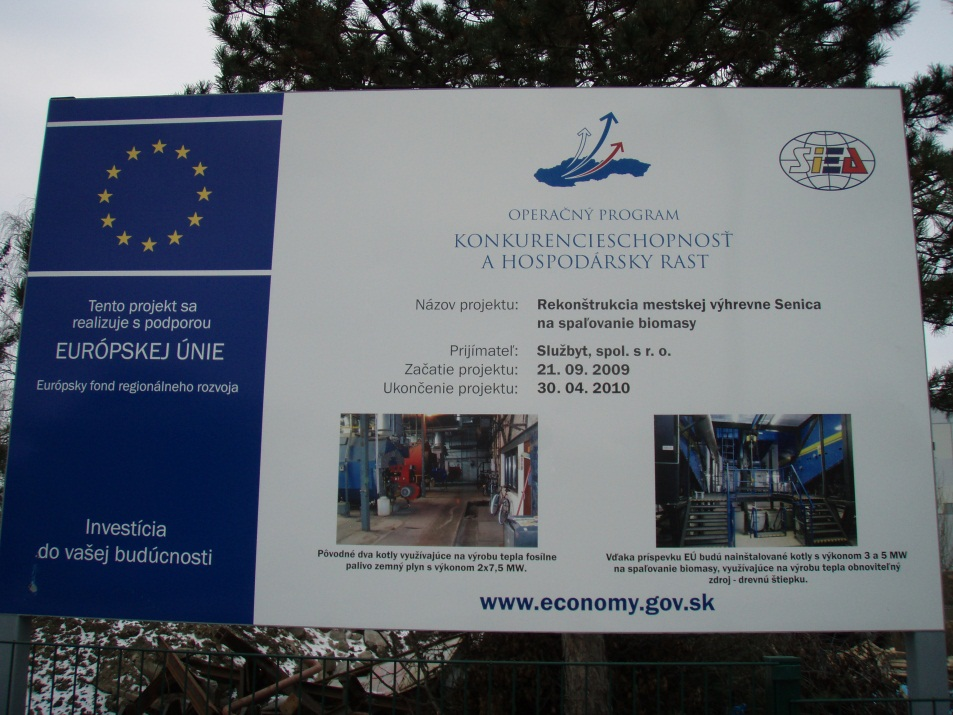 Tento projekt sa
realizuje s podporou
EURÓPSKEJ ÚNIE
Európsky fond regionálneho rozvoja
Investícia
do vašej budúcnosti
SIEA
OPERAČNÝ PROGRAM
KONKURENCIESCHOPNOSŤ
A HOSPODÁRSKY RAST
Názov projektu: Rekonštrukcia mestskej výhrevne Senica
na spaľovanie biomasy
Prijímateľ: Službyt, spol. s r. o.
Začatie projektu: 21. 09. 2009
Ukončenie projektu: 30. 04. 2010
Pôvodné dva kotly využívajúce na výrobu tepla fosílne
palivo zemný plyn s výkonom 2x7,5 MW.
Vďaka príspevku EÚ budú nainštalované kotly s výkonom 3 a 5 MW
na spaľovanie biomasy, využívajúce na výrobu tepla obnoviteľný
zdroj - drevnú štiepku.
www.economy.gov.sk